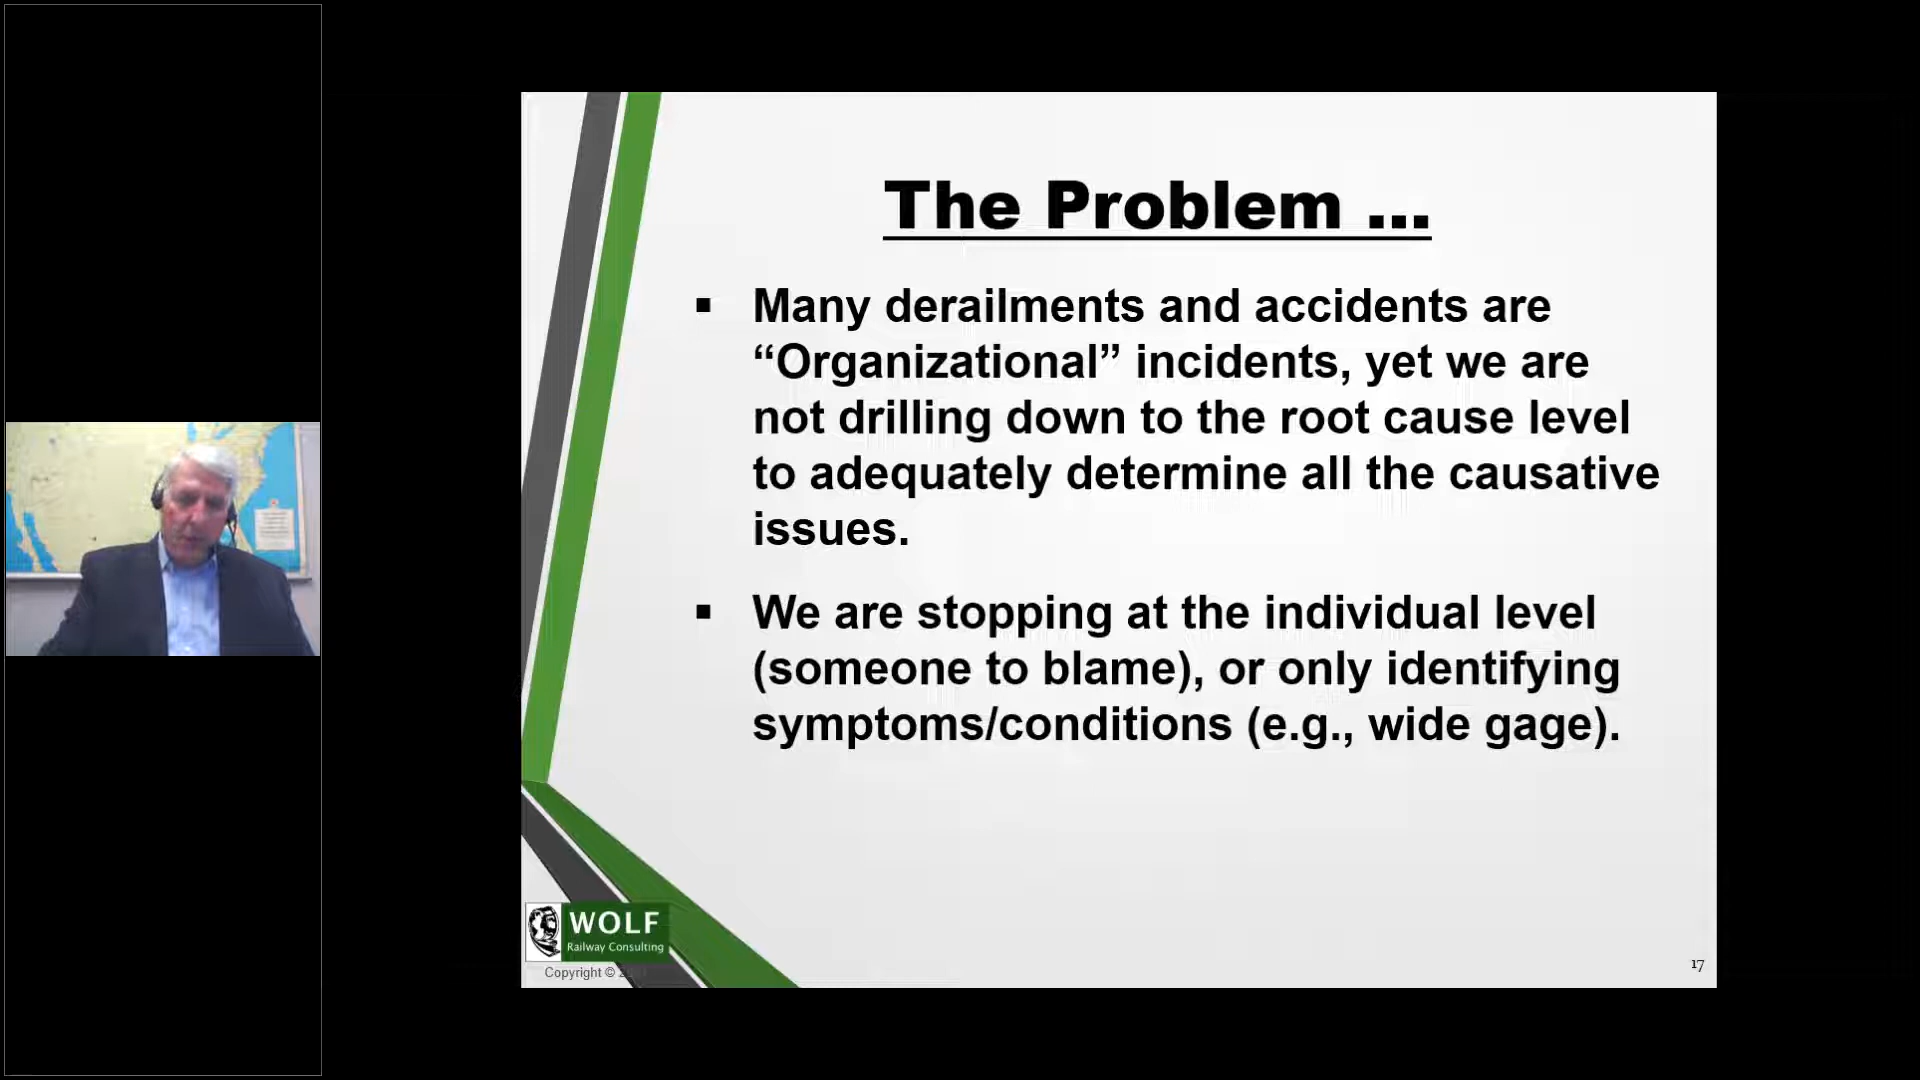 The Problem ...
▪ Many derailments and accidents are
“Organizational” incidents, yet we are
not drilling down to the root cause level
to adequately determine all the causative
issues.
▪ We are stopping at the individual level
(someone to blame), or only identifying
symptoms/conditions (e.g., wide gage).
WOLF
Railway Consulting
Copyright ©
17